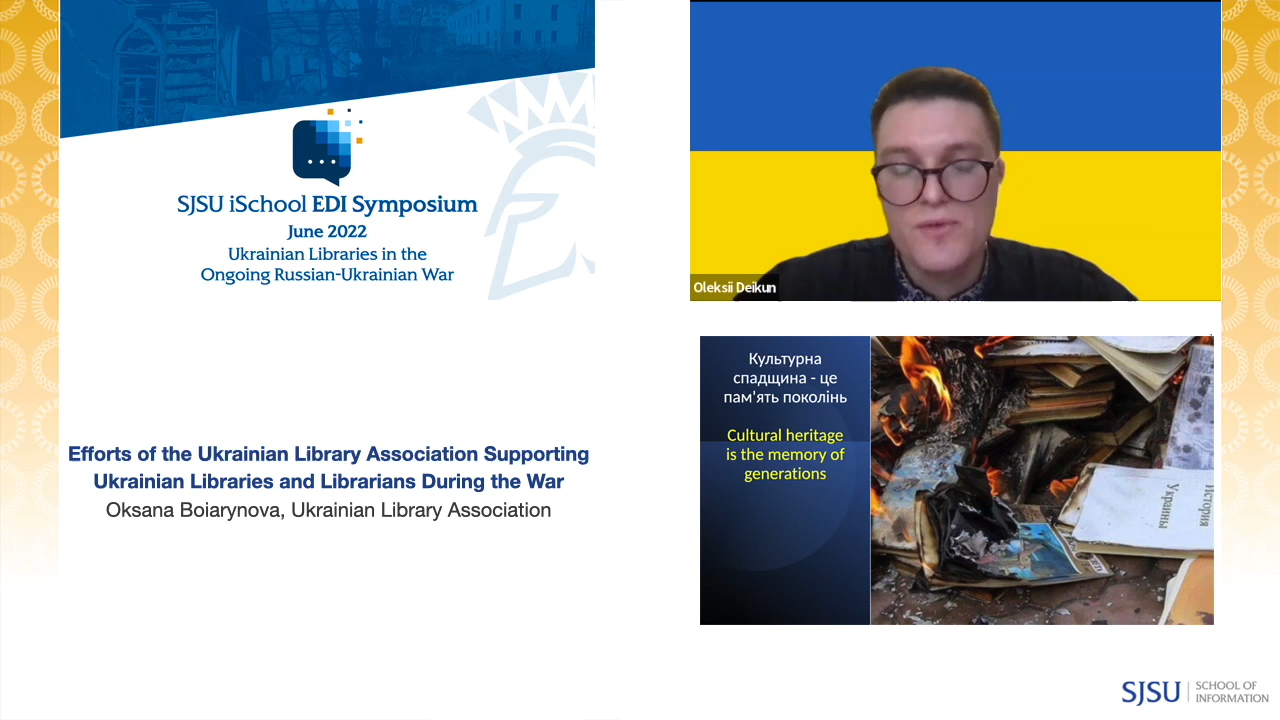 SJSU iSchool EDI Symposium
June 2022
Ukrainian Libraries in the
Ongoing Russian-Ukrainian War
Efforts of the Ukrainian Library Association Supporting
Ukrainian Libraries and Librarians During the War
Oksana Boiarynova, Ukrainian Library Association
Oleksii Deikun
Культурна
спадщина - це
пам'ять поколінь
Cultural heritage
is the memory of
generations
История
Украины
SJSU
SCHOOL OF
INFORMATION